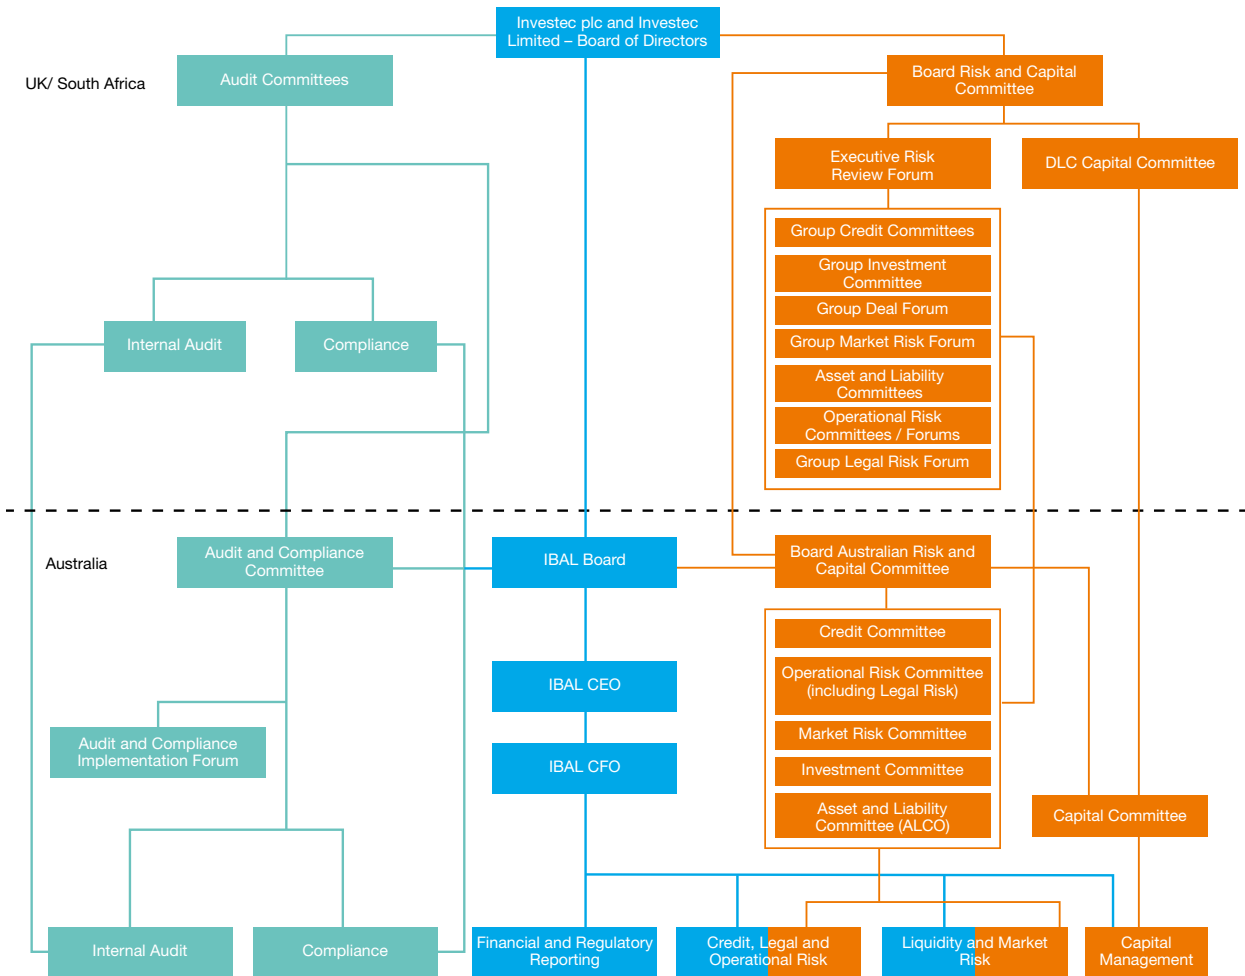 Investec plc and Investec
Limited – Board of Directors
UK/ South Africa
Audit Committees
Board Risk and Capital
Committee
Executive Risk
Review Forum
DLC Capital Committee
Group Credit Committees
Group Investment
Committee
Group Deal Forum
Group Market Risk Forum
Asset and Liability
Committees
Operational Risk
Committees / Forums
Group Legal Risk Forum
Internal Audit
Compliance
Australia
Audit and Compliance
Committee
IBAL Board
Board Australian Risk and
Capital Committee
Credit Committee
Operational Risk Committee
(including Legal Risk)
Market Risk Committee
Investment Committee
Asset and Liability
Committee (ALCO)
IBAL CEO
IBAL CFO
Audit and Compliance
Implementation Forum
Capital Committee
Internal Audit
Compliance
Financial and Regulatory
Reporting
Credit, Legal and
Operational Risk
Liquidity and Market
Risk
Capital
Management